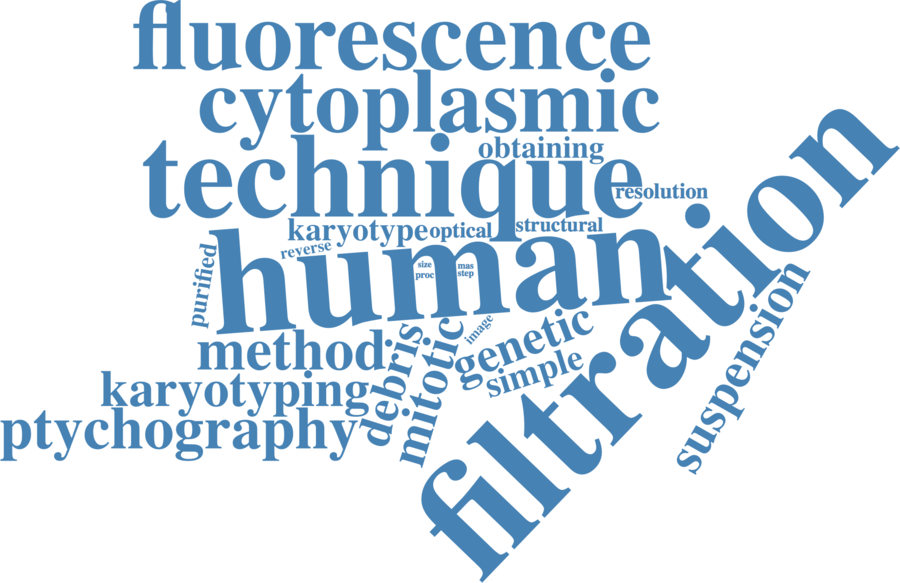 fluorescence
cytoplasmic
technique
obtaining
resolution
karyotype
optical
structural
human
reverse
purified
size
proc
mas
step
image
filtration
suspension
method
debris
mitotic
genetic
simple
karyotyping
ptychography